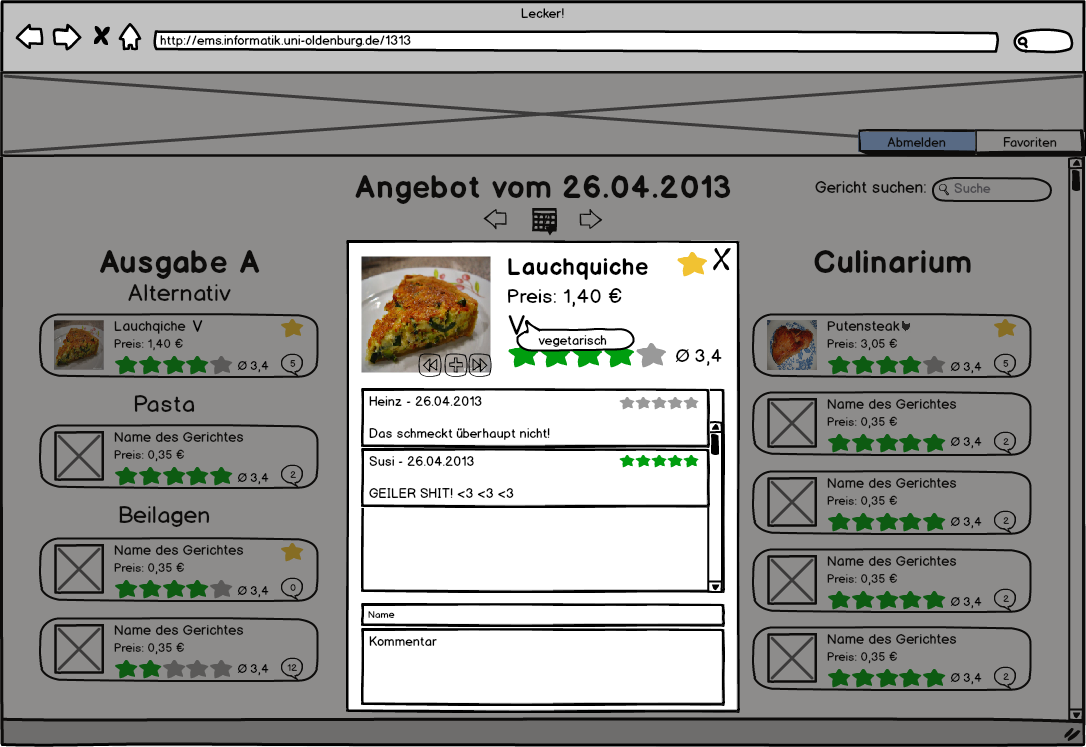 Lecker!
http://ems.informatik.uni-oldenburg.de/1313
Abmelden
Favoriten
Angebot vom 26.04.2013
Gericht suchen:
Suche
Ausgabe A
Alternativ
Lauchqiche V
Preis: 1,40 €
Ø 3,4
5
Pasta
Name des Gerichtes
Preis: 0,35 €
Ø 3,4
2
Beilagen
Name des Gerichtes
Preis: 0,35 €
Ø 3,4
0
Name des Gerichtes
Preis: 0,35 €
Ø 3,4
12
Lauchquiche
X
Preis: 1,40 €
V
vegetarisch
Ø 3,4
Heinz - 26.04.2013
Das schmeckt überhaupt nicht!
Susi - 26.04.2013
GEILER SHIT! <3 <3 <3
Name
Kommentar
Culinarium
Putensteak
Preis: 3,05 €
Ø 3,4
5
Name des Gerichtes
Preis: 0,35 €
Ø 3,4
2
Name des Gerichtes
Preis: 0,35 €
Ø 3,4
2
Name des Gerichtes
Preis: 0,35 €
Ø 3,4
2
Name des Gerichtes
Preis: 0,35 €
Ø 3,4
2